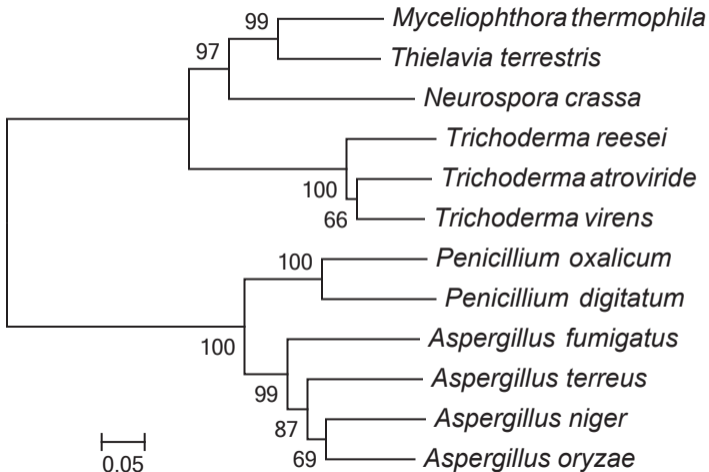 99
Myceliophthora thermophila
97
Thielavia terrestris
Neurospora crassa
Trichoderma reesei
100
Trichoderma atroviride
66
Trichoderma virens
100
Penicillium oxalicum
Penicillium digitatum
100
Aspergillus fumigatus
99
Aspergillus terreus
87
Aspergillus niger
69
Aspergillus oryzae
0.05